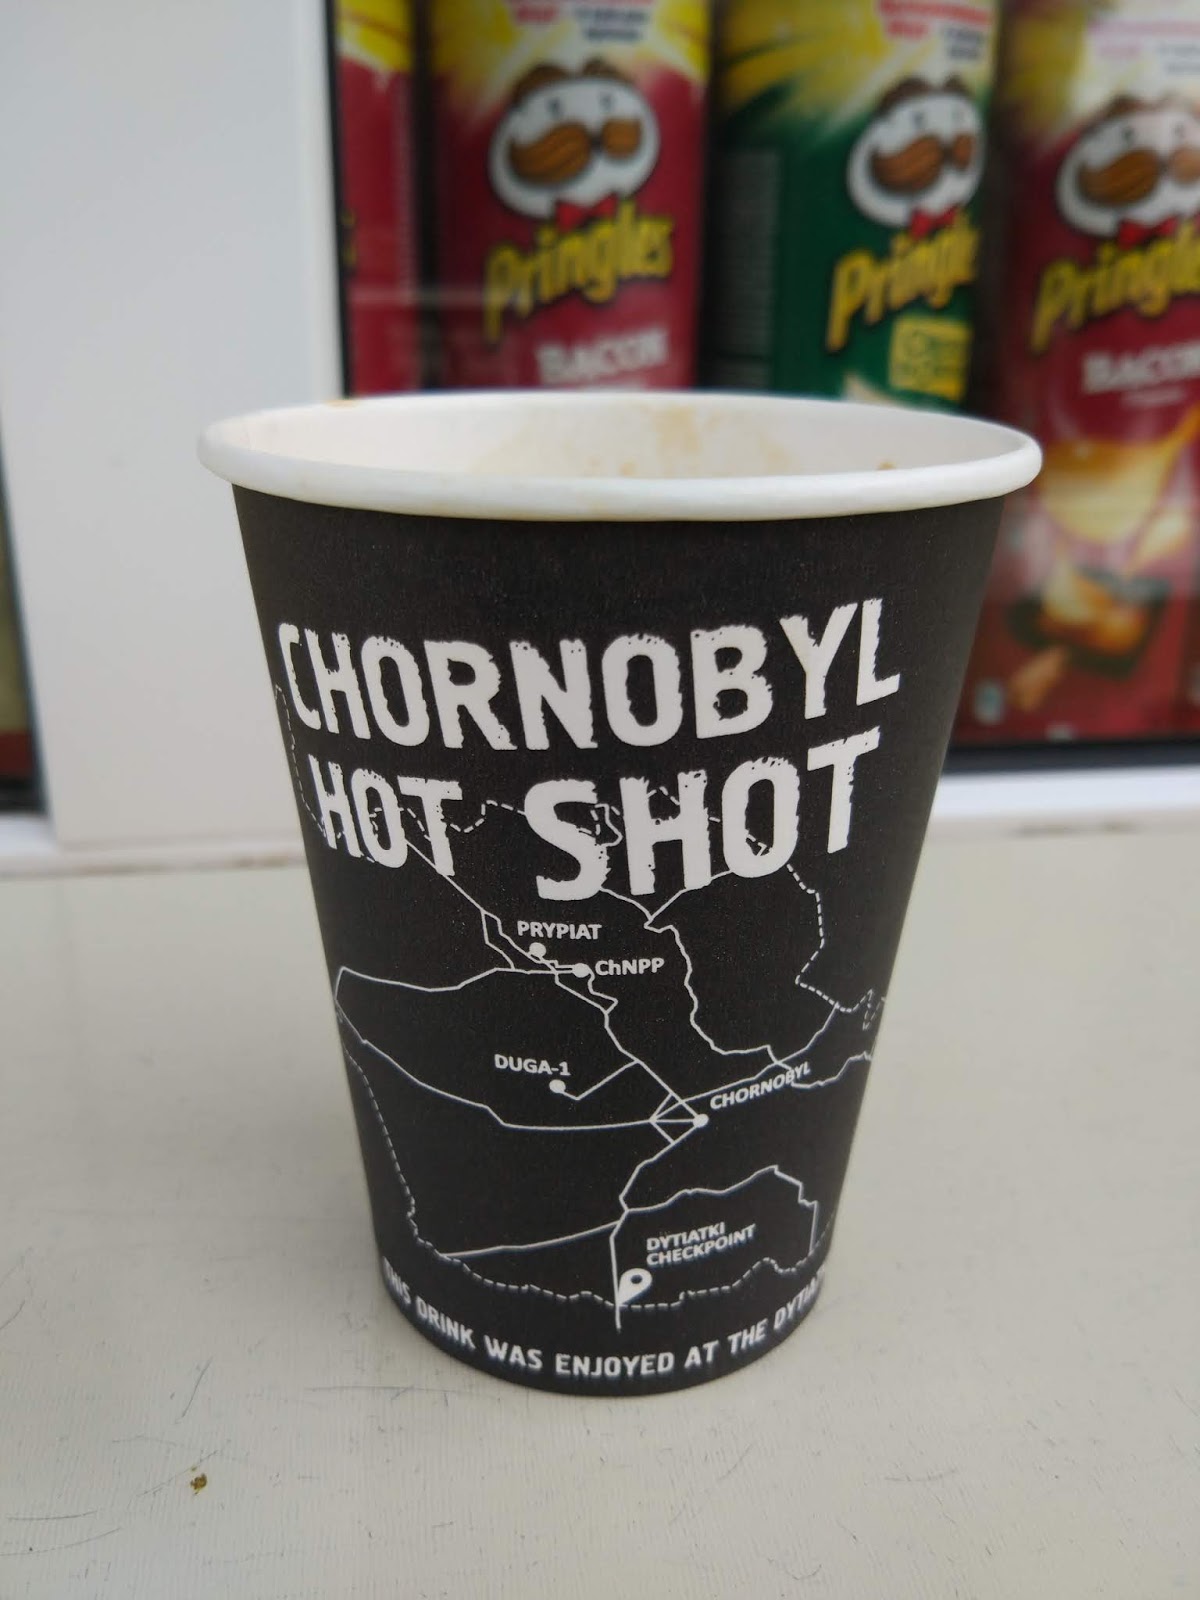 Pringles
BACON
Pringles
Pringles
BACON
CHORNOBYL
HOT SHOT
PRYPIAT
ChNPP
DUGA-1
CHORNOBYL
DYTIATKI
CHECKPOINT
THIS DRINK WAS ENJOYED AT THE